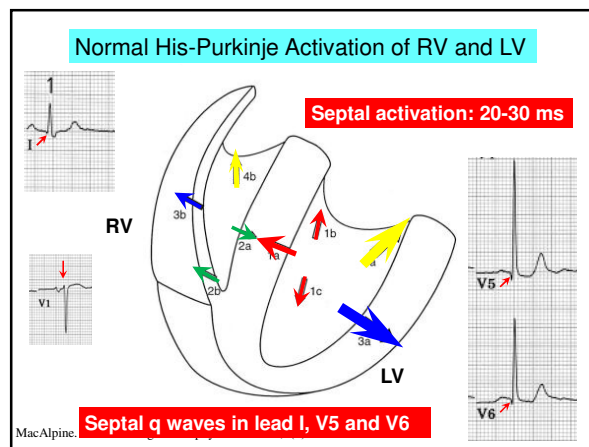 Normal His-Purkinje Activation of RV and LV
1
I
Septal activation: 20-30 ms
4b
3b
RV
1b
2a
1a
a
2b
1c
V1
V5
3a
LV
V6
Septal q waves in lead I, V5 and V6
MacAlpine.